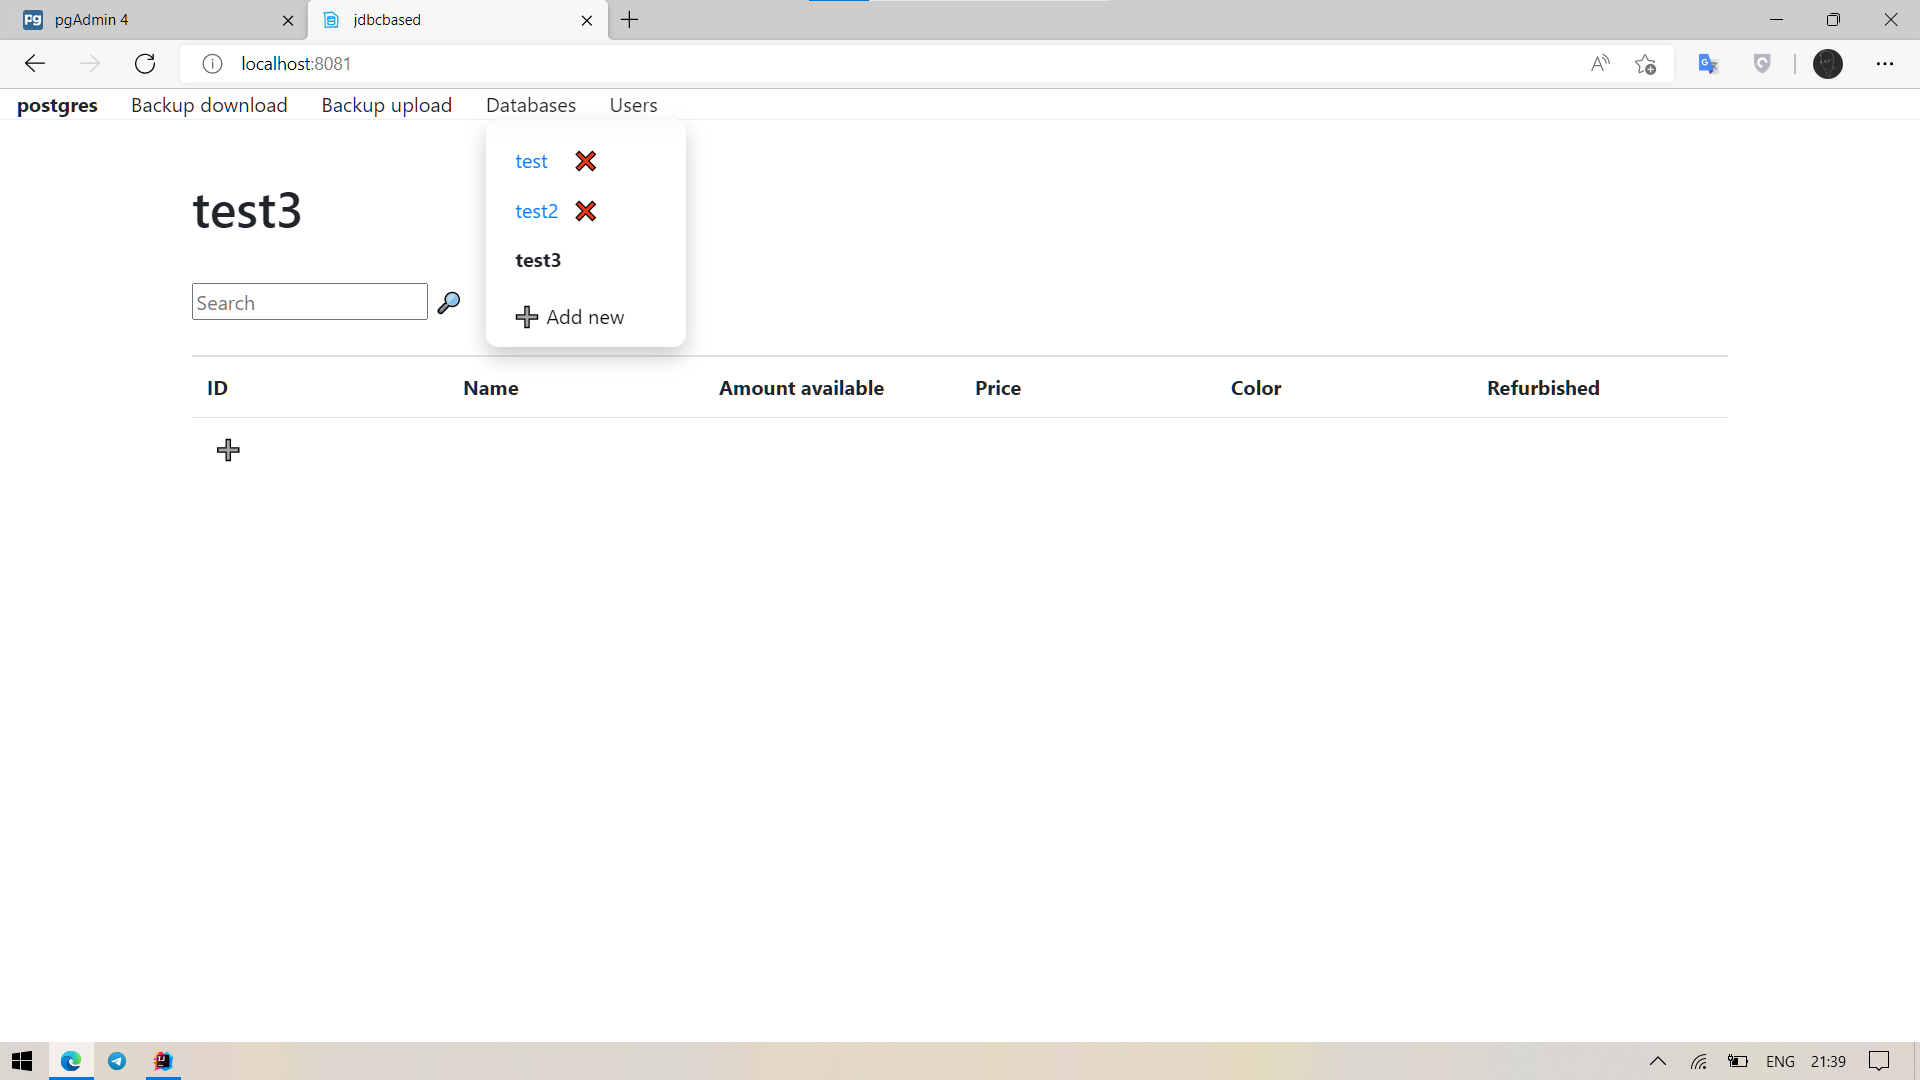 pgAdmin 4
jdbcbased
localhost:8081
postgres Backup download Backup upload Databases Users
test
test2
test3
Add new
test3
Search
ID Name Amount available Price Color Refurbished
ENG 21:39